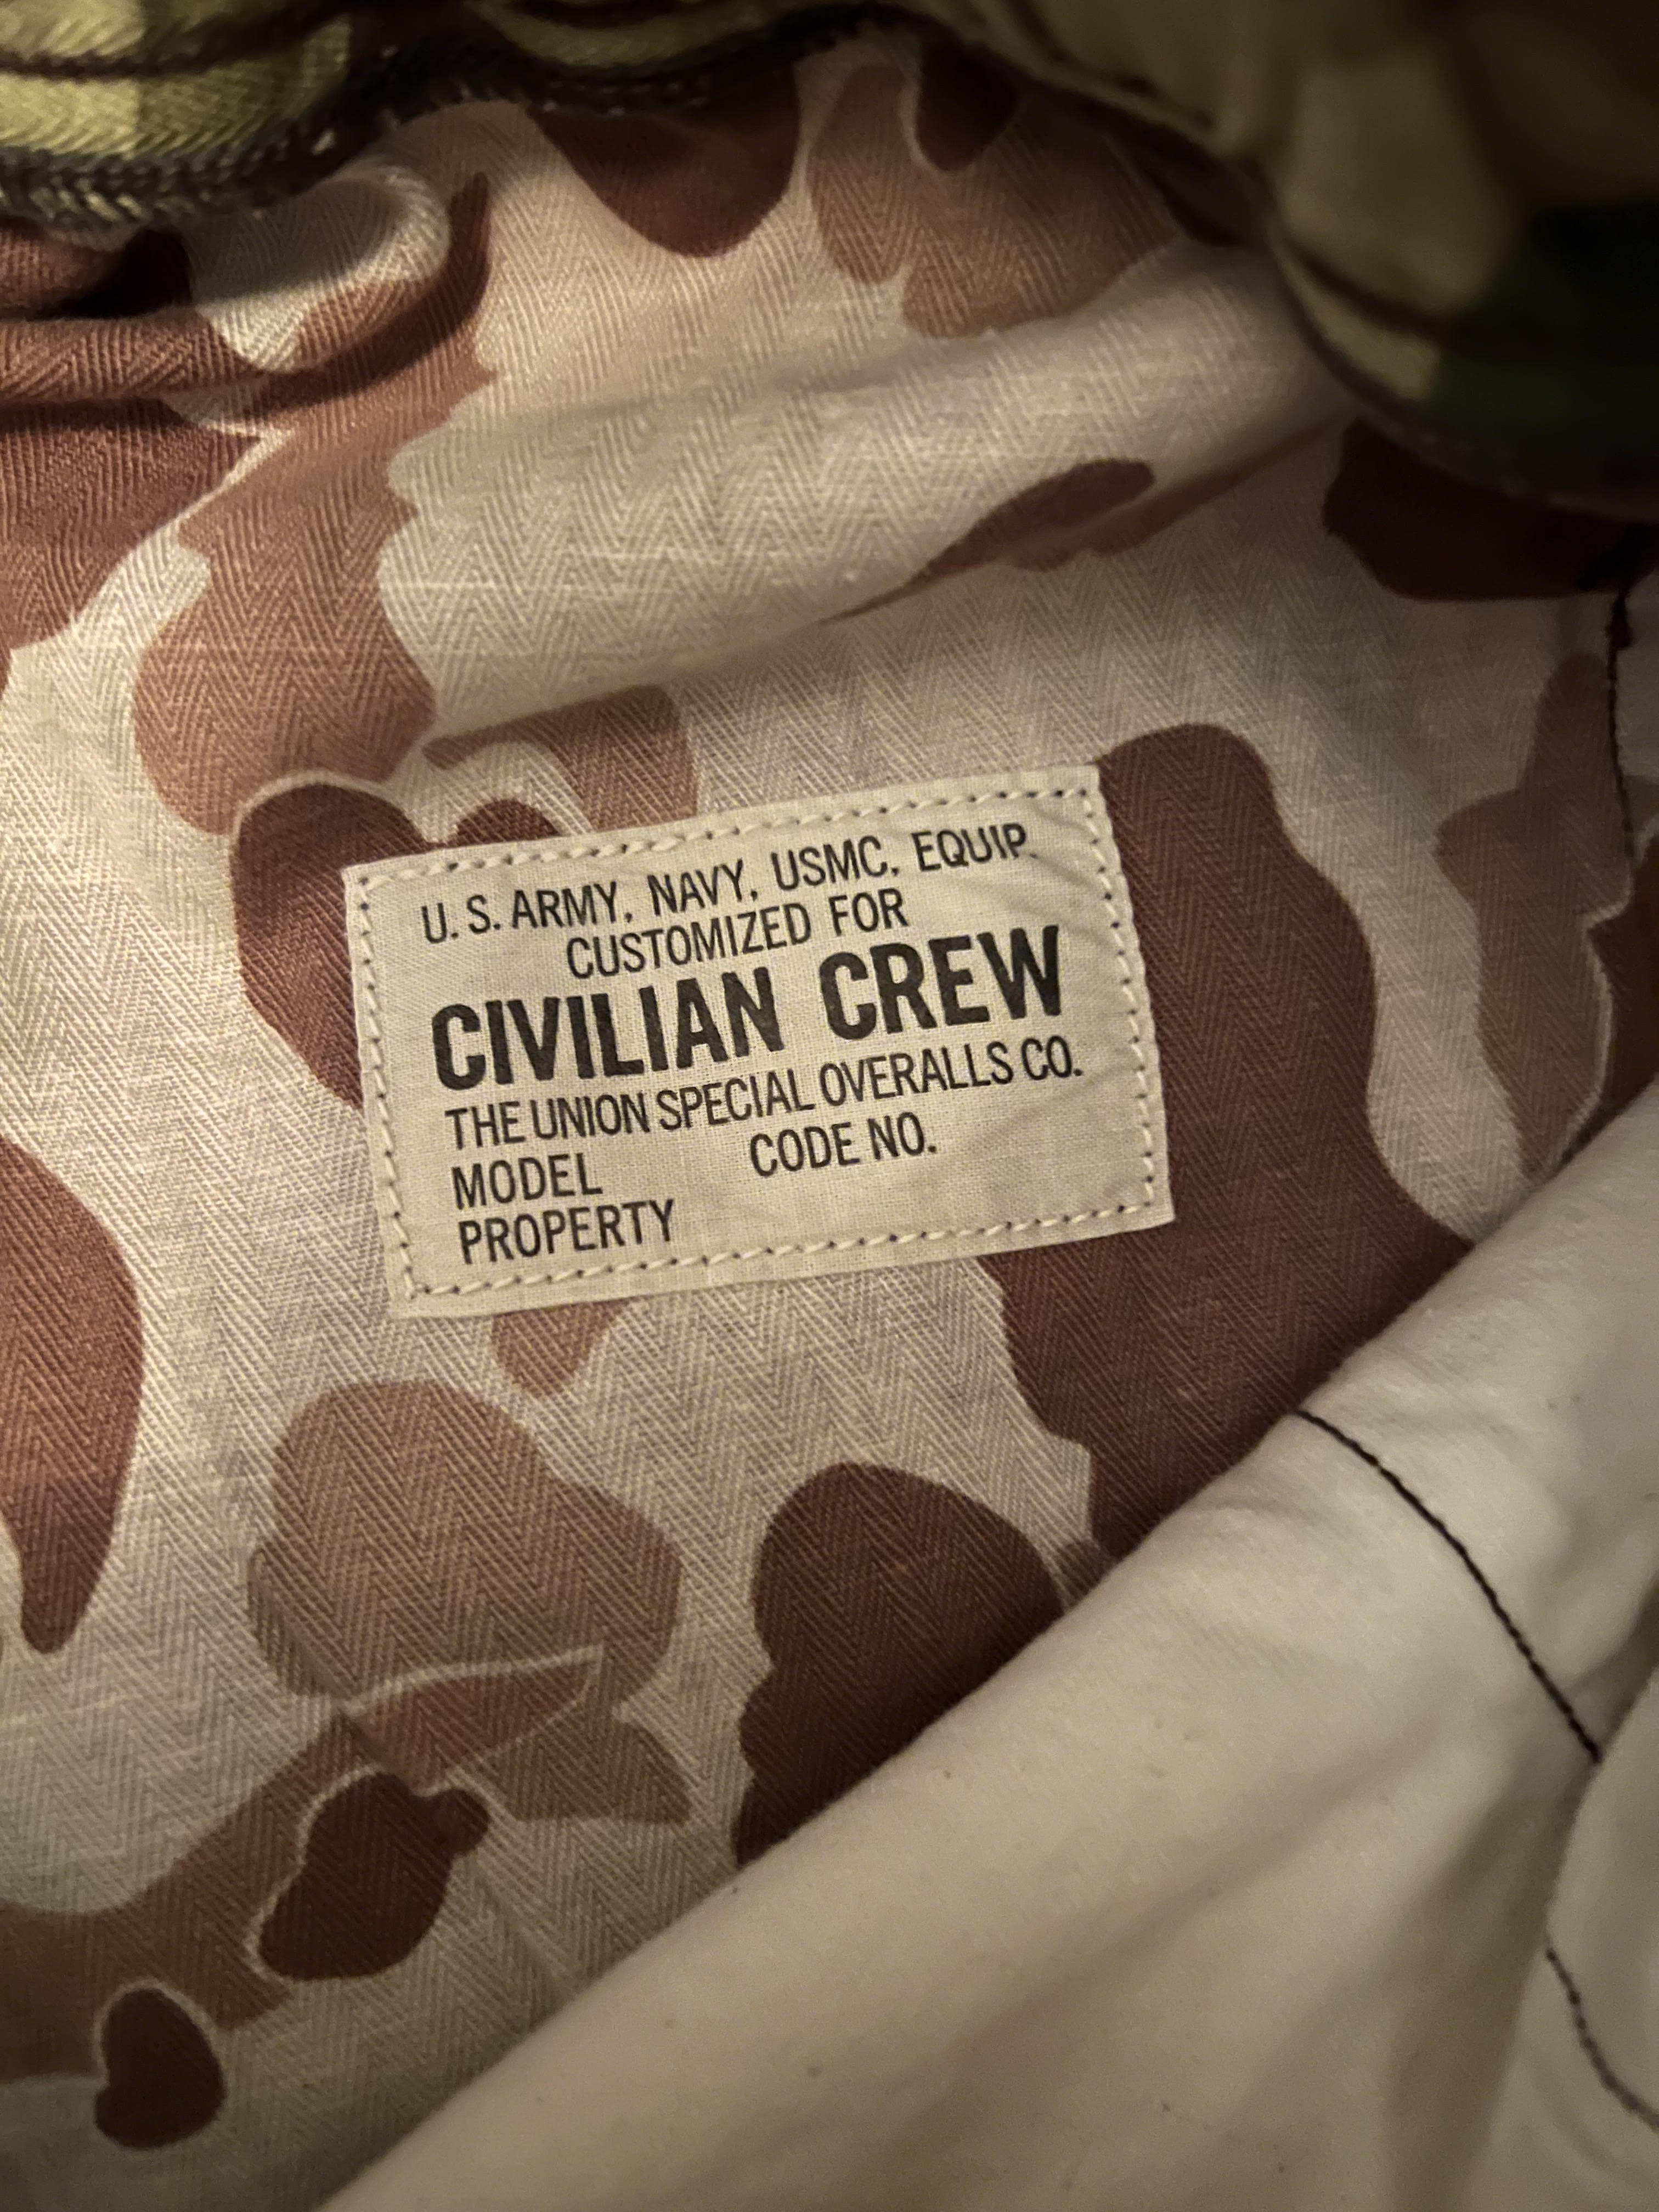 U. S. ARMY, NAVY, USMC, EQUIP.
CUSTOMIZED FOR
CIVILIAN CREW
THE UNION SPECIAL OVERALLS CO.
MODEL CODE NO.
PROPERTY